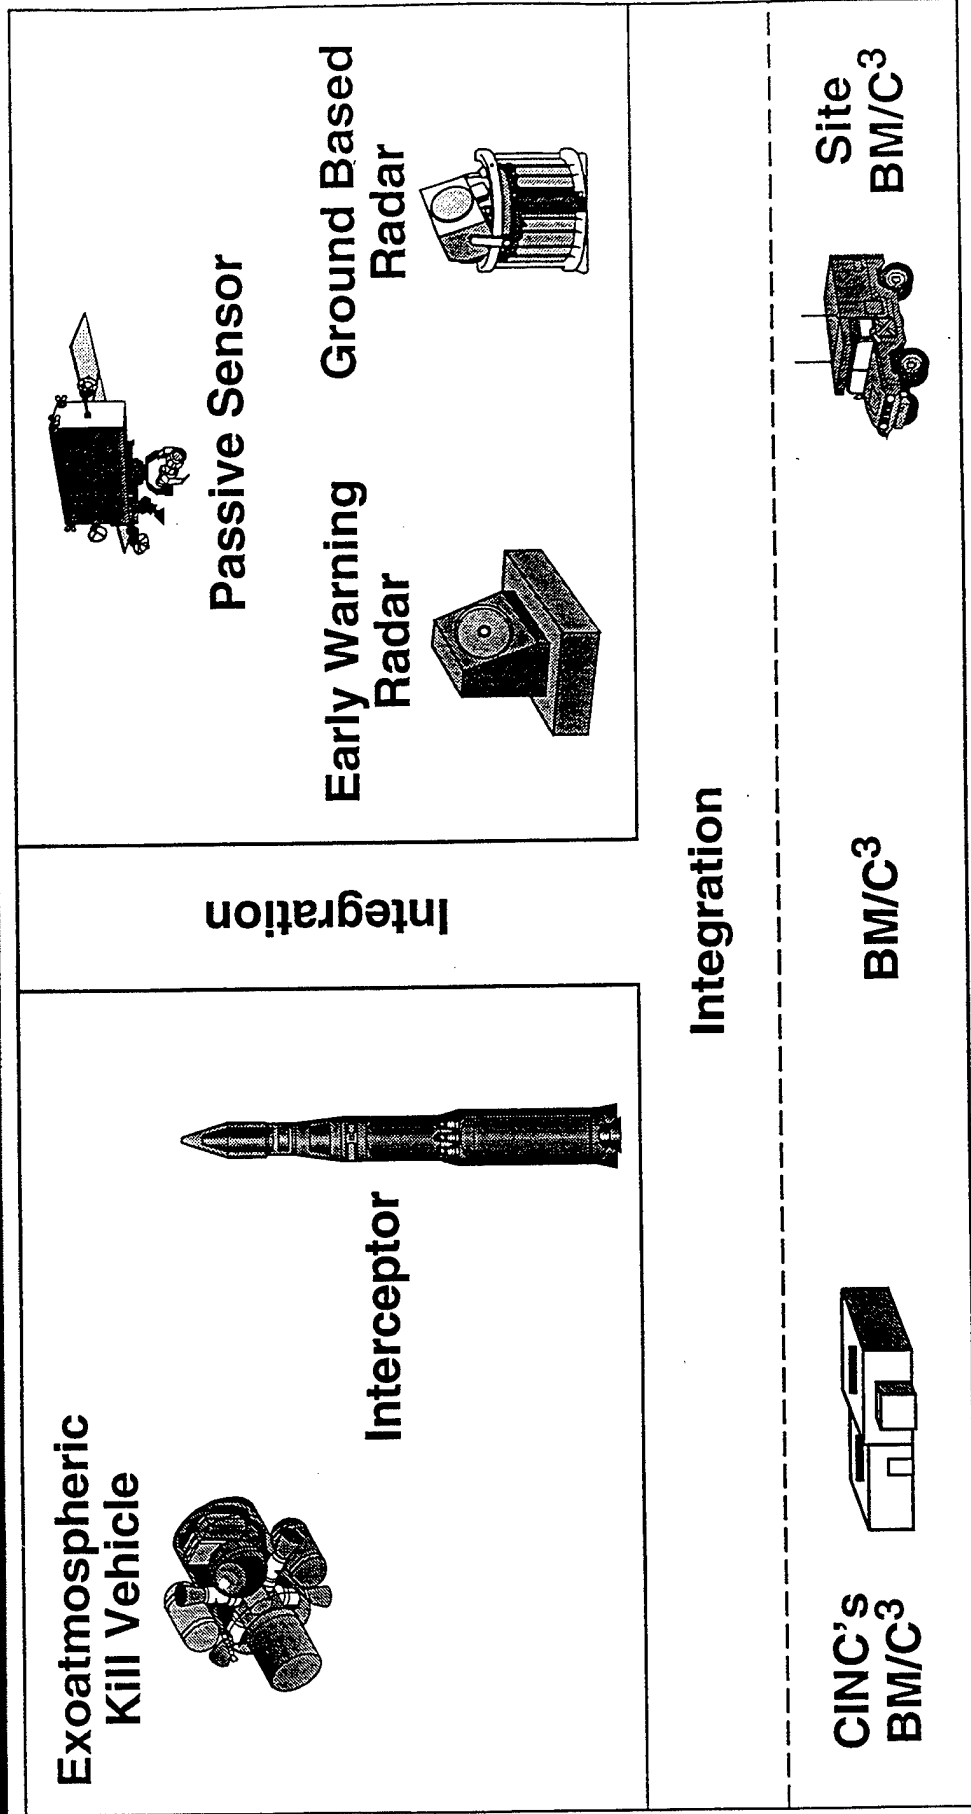 Exoatmospheric
Kill Vehicle
Interceptor
Integration
Passive Sensor
Early Warning
Radar
Ground Based
Radar
Integration
CINC's
BM/C³
BM/C³
Site
BM/C³